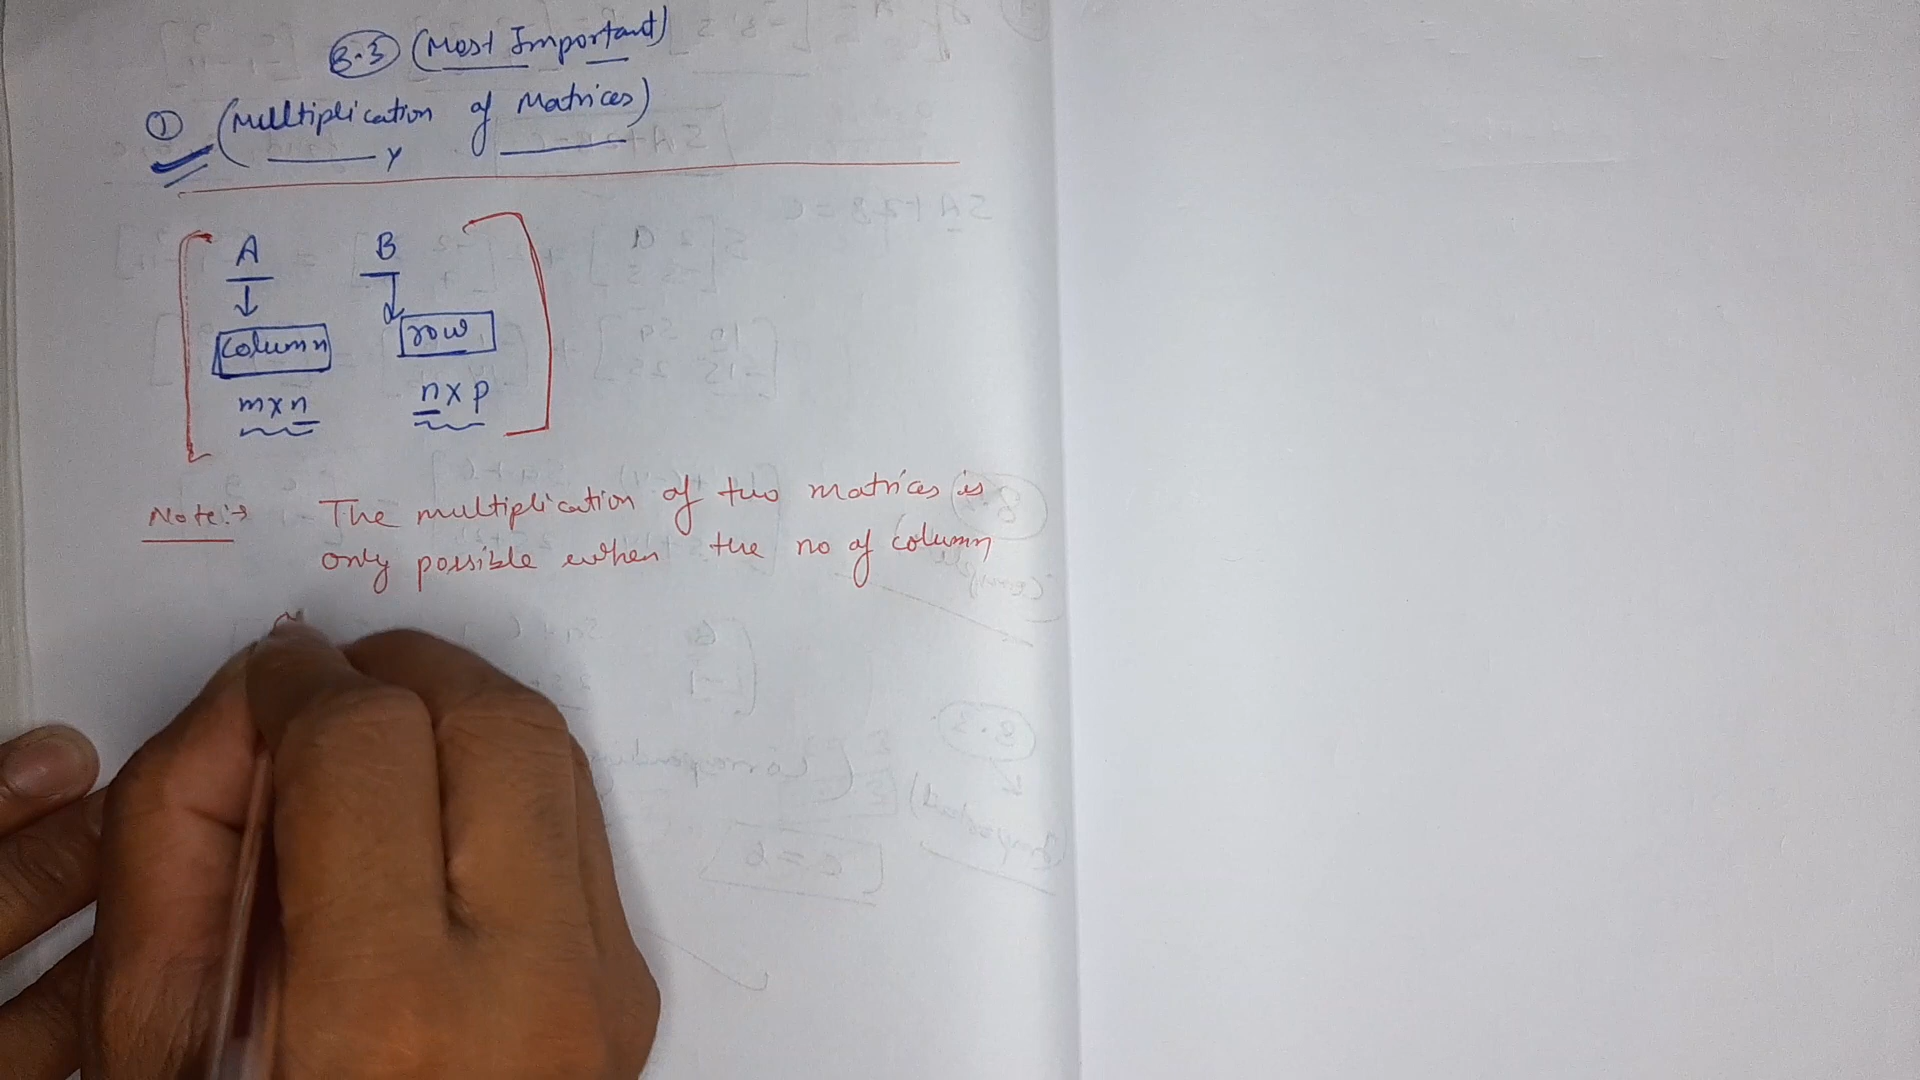 8.3 (Most Important)
① (Multiplication of Matrices)
A B
column row
m×n n×p
Note:→ The multiplication of two matrices is
only possible when the no of column